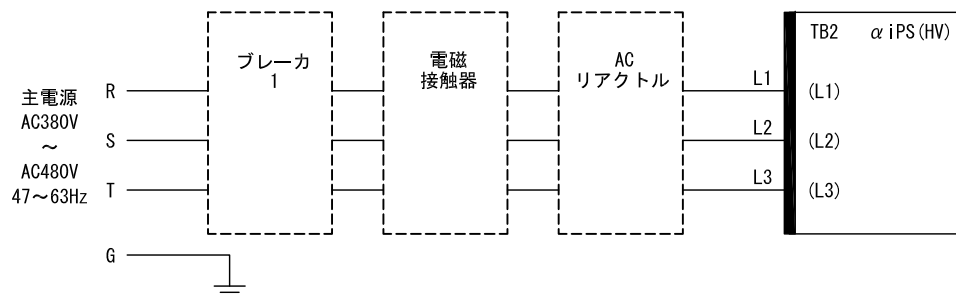 主電源
AC380V
～
AC480V
47～63Hz
R
S
T
G
ブレーカ
1
電磁
接触器
AC
リアクトル
L1
L2
L3
TB2 αiPS(HV)
(L1)
(L2)
(L3)